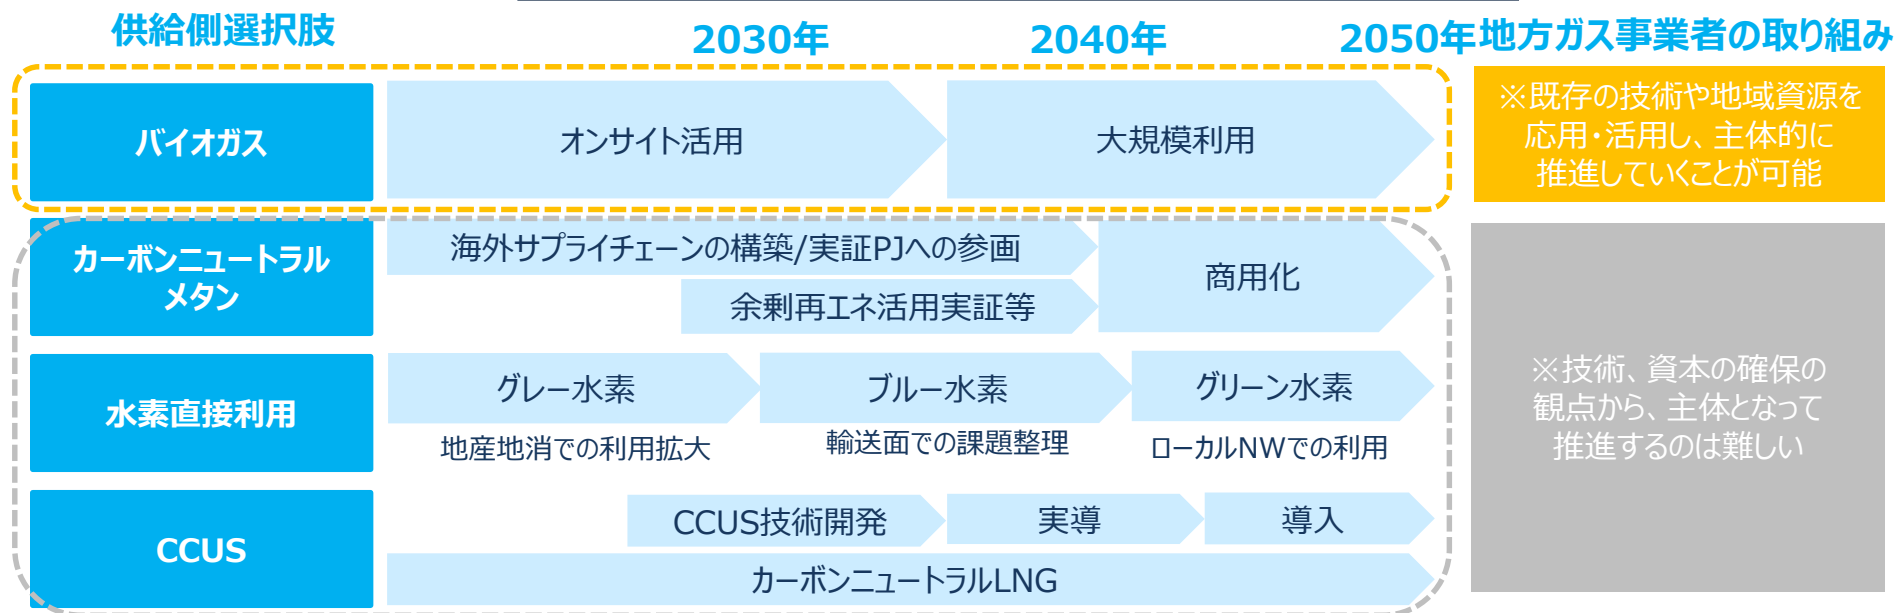 供給側選択肢
2030年
2040年
2050年
地方ガス事業者の取り組み
バイオガス
オンサイト活用
大規模利用
※既存の技術や地域資源を
応用・活用し、主体的に
推進していくことが可能
カーボンニュートラル
メタン
海外サプライチェーンの構築/実証PJへの参画
余剰再エネ活用実証等
商用化
水素直接利用
グレー水素
ブルー水素
グリーン水素
地産地消での利用拡大
輸送面での課題整理
ローカルNWでの利用
※技術、資本の確保の
観点から、主体となって
推進するのは難しい
CCUS
CCUS技術開発
実導
導入
カーボンニュートラルLNG